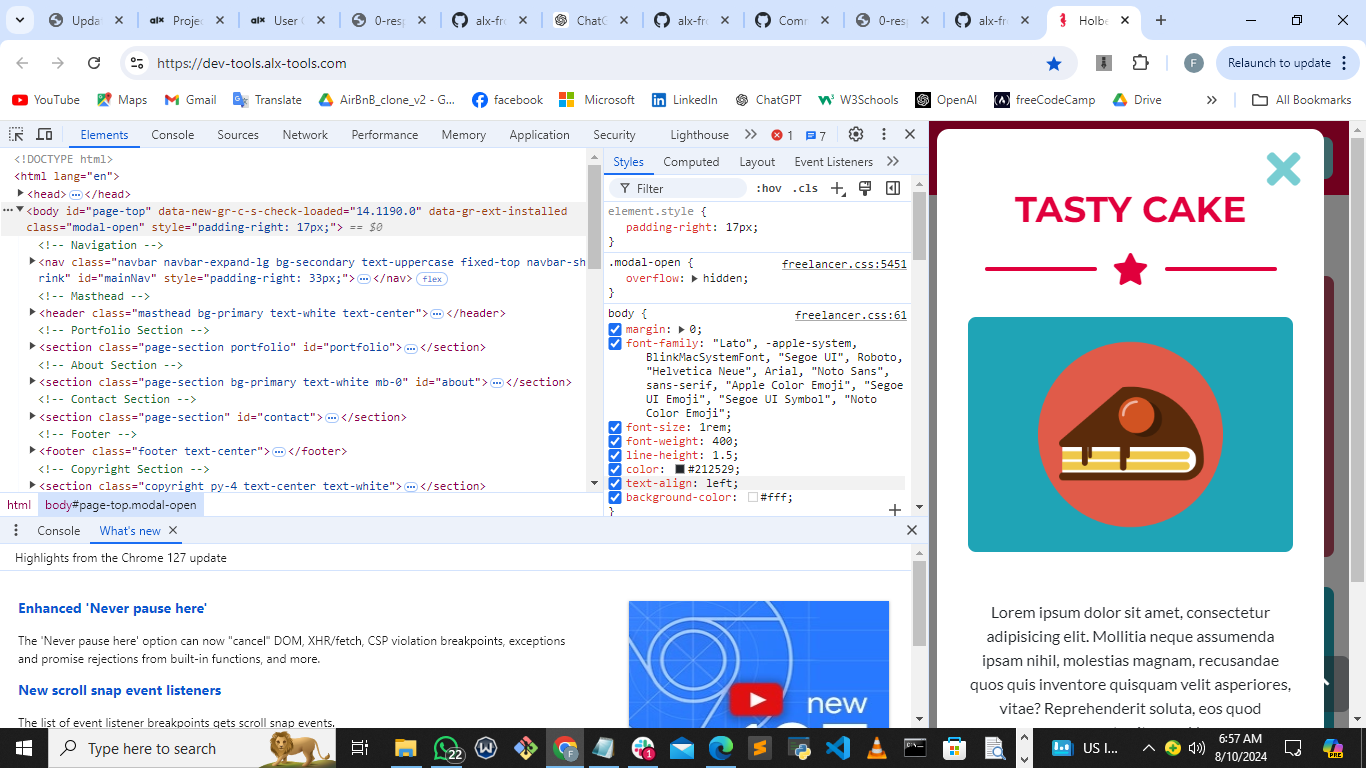 Upda
Projec
User (
0-resp
alx-fro
ChatG
alx-fro
Comm
0-resp
alx-fro
Holbe
https://dev-tools.alx-tools.com
F
Relaunch to update
YouTube
Maps
Gmail
Translate
AirBnB_clone_v2 - G...
facebook
Microsoft
LinkedIn
ChatGPT
W3Schools
OpenAI
freeCodeCamp
Drive
All Bookmarks
Elements
Console
Sources
Network
Performance
Memory
Application
Security
Lighthouse
1
7
<!DOCTYPE html>
<html lang="en">
<head> ... </head>
<body id="page-top" data-new-gr-c-s-check-loaded="14.1190.0" data-gr-ext-installed
class="modal-open" style="padding-right: 17px;"> == $0
<!-- Navigation -->
<nav class="navbar navbar-expand-lg bg-secondary text-uppercase fixed-top navbar-sh
rink" id="mainNav" style="padding-right: 33px;"> ... </nav> flex
<!-- Masthead -->
<header class="masthead bg-primary text-white text-center"> ... </header>
<!-- Portfolio Section -->
<section class="page-section portfolio" id="portfolio"> ... </section>
<!-- About Section -->
<section class="page-section bg-primary text-white mb-0" id="about"> ... </section>
<!-- Contact Section -->
<section class="page-section" id="contact"> ... </section>
<!-- Footer -->
<footer class="footer text-center"> ... </footer>
<!-- Copyright Section -->
<section class="copyright py-4 text-center text-white"> ... </section>
html
body#page-top.modal-open
Styles
Computed
Layout
Event Listeners
Filter
:hov
.cls
element.style {
padding-right: 17px;
}
.modal-open {
freelancer.css:5451
overflow: hidden;
}
body {
freelancer.css:61
margin: 0;
font-family: "Lato", -apple-system,
BlinkMacSystemFont, "Segoe UI", Roboto,
"Helvetica Neue", Arial, "Noto Sans",
sans-serif, "Apple Color Emoji", "Segoe
UI Emoji", "Segoe UI Symbol", "Noto
Color Emoji";
font-size: 1rem;
font-weight: 400;
line-height: 1.5;
color: #212529;
text-align: left;
background-color: #fff;
}
Console
What's new
Highlights from the Chrome 127 update
Enhanced 'Never pause here'
The 'Never pause here' option can now "cancel" DOM, XHR/fetch, CSP violation breakpoints, exceptions
and promise rejections from built-in functions, and more.
New scroll snap event listeners
The list of event listener breakpoints gets scroll snap events.
new
TASTY CAKE
Lorem ipsum dolor sit amet, consectetur
adipisicing elit. Mollitia neque assumenda
ipsam nihil, molestias magnam, recusandae
quos quis inventore quisquam velit asperiores,
vitae? Reprehenderit soluta, eos quod
Type here to search
22
F
1
US I...
6:57 AM
8/10/2024
PRE